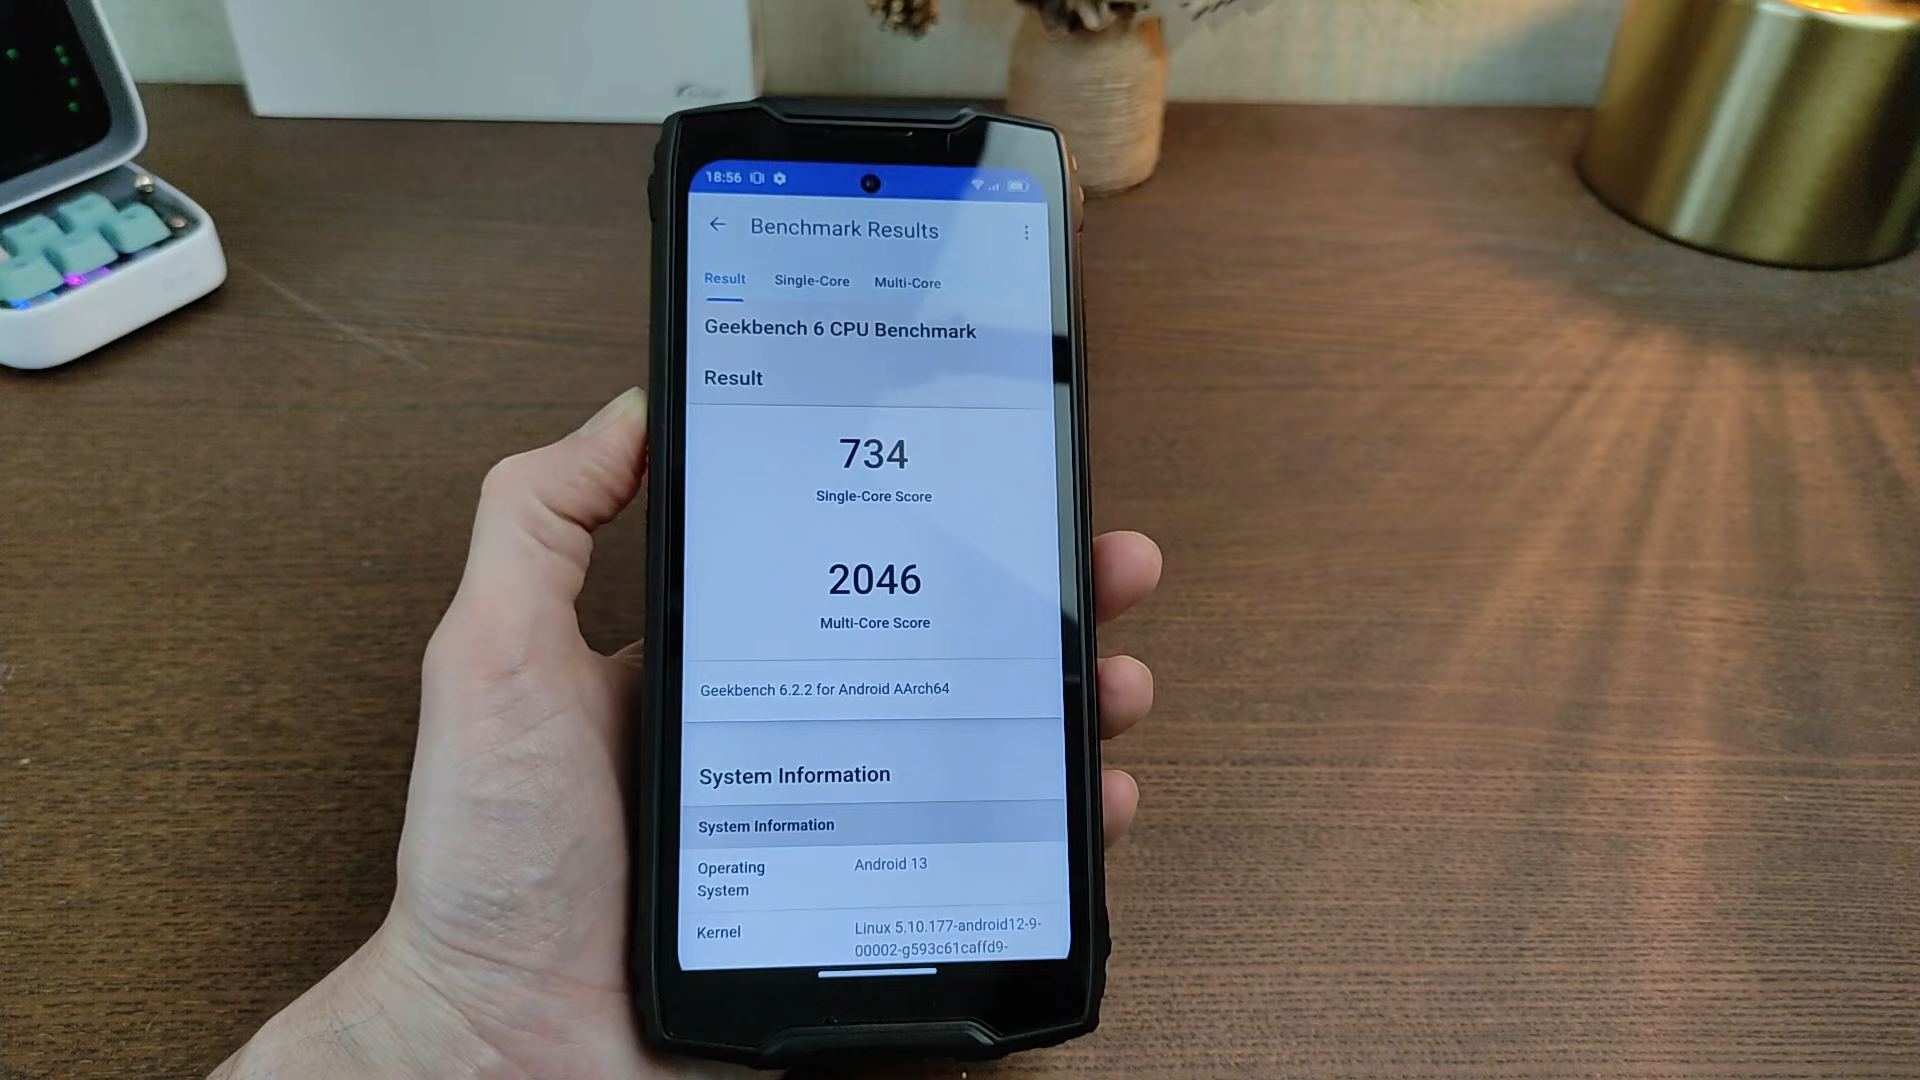 18:56
Benchmark Results
Result Single-Core Multi-Core
Geekbench 6 CPU Benchmark
Result
734
Single-Core Score
2046
Multi-Core Score
Geekbench 6.2.2 for Android AArch64
System Information
System Information
Operating System Android 13
Kernel Linux 5.10.177-android12-9-
00002-g593c61caffd9-